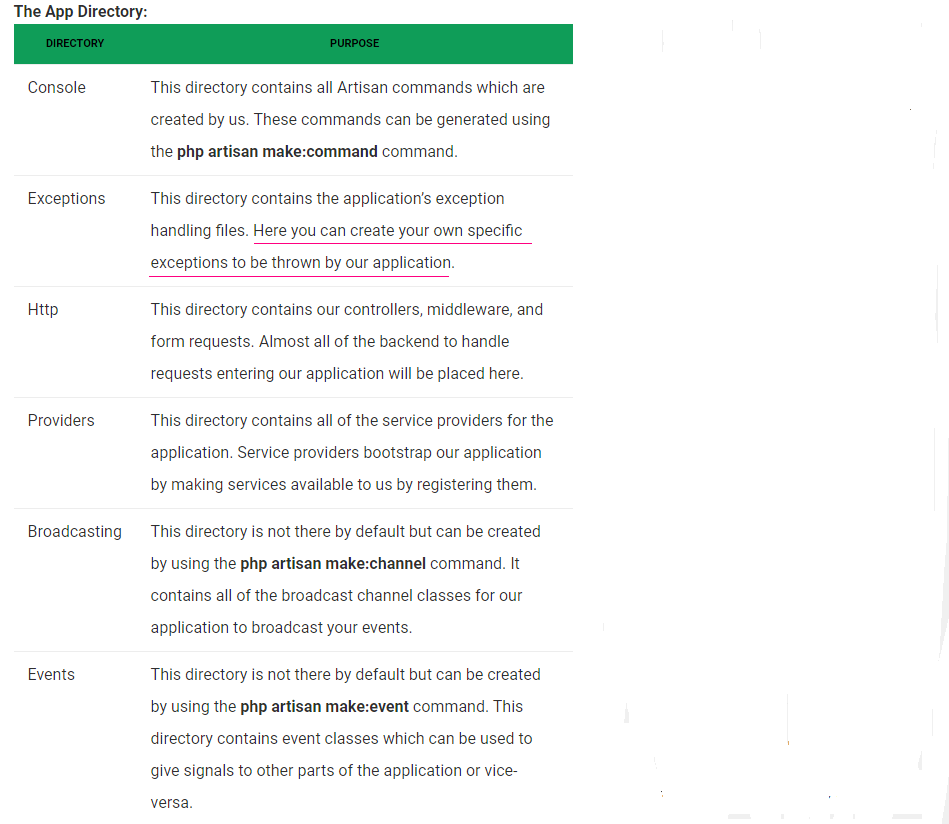 The App Directory:
DIRECTORY PURPOSE
Console This directory contains all Artisan commands which are
created by us. These commands can be generated using
the php artisan make:command command.
Exceptions This directory contains the application’s exception
handling files. Here you can create your own specific
exceptions to be thrown by our application.
Http This directory contains our controllers, middleware, and
form requests. Almost all of the backend to handle
requests entering our application will be placed here.
Providers This directory contains all of the service providers for the
application. Service providers bootstrap our application
by making services available to us by registering them.
Broadcasting This directory is not there by default but can be created
by using the php artisan make:channel command. It
contains all of the broadcast channel classes for our
application to broadcast your events.
Events This directory is not there by default but can be created
by using the php artisan make:event command. This
directory contains event classes which can be used to
give signals to other parts of the application or vice-
versa.